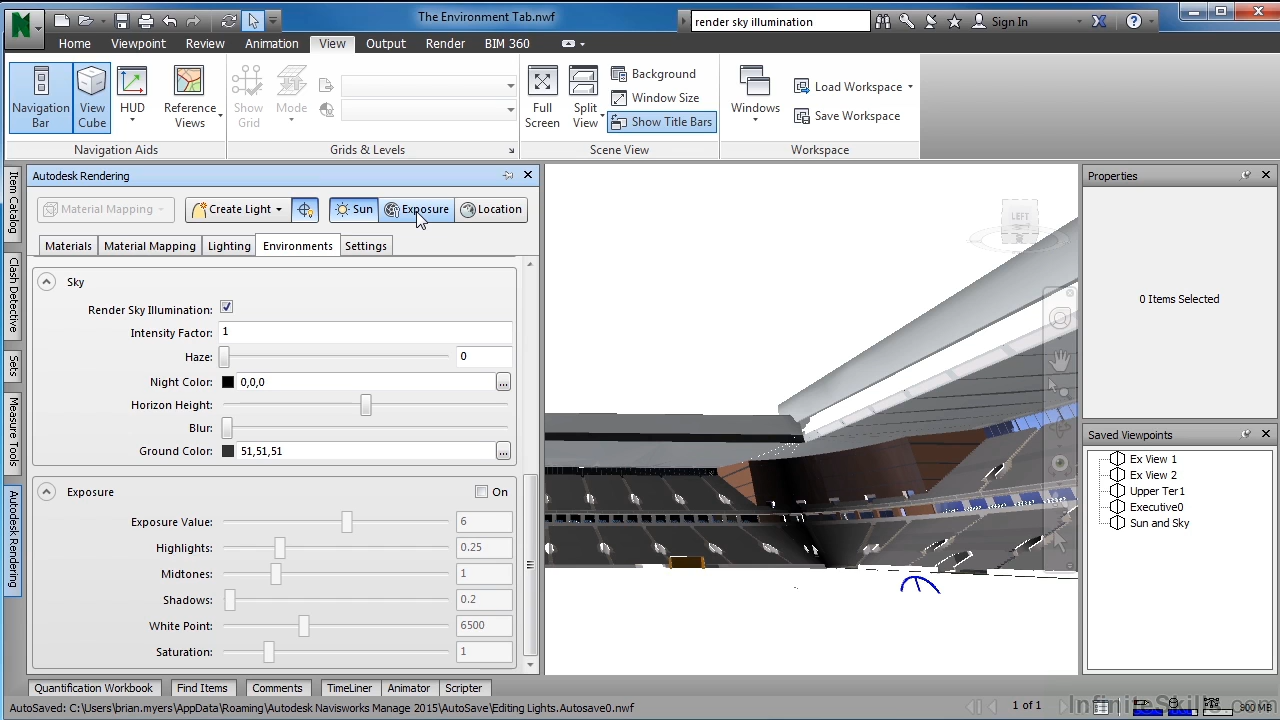 The Environment Tab.nwf
render sky illumination
Sign In
Home Viewpoint Review Animation View Output Render BIM 360
Navigation Bar
View Cube
HUD
Reference Views
Show Grid
Mode
Full Screen
Split View
Background
Window Size
Show Title Bars
Windows
Load Workspace
Save Workspace
Navigation Aids
Grids & Levels
Scene View
Workspace
Autodesk Rendering
Material Mapping Create Light Sun Exposure Location
Materials Material Mapping Lighting Environments Settings
Sky
Render Sky Illumination:
Intensity Factor: 1
Haze: 0
Night Color: 0,0,0 ...
Horizon Height:
Blur:
Ground Color: 51,51,51 ...
Exposure On
Exposure Value: 6
Highlights: 0.25
Midtones: 1
Shadows: 0.2
White Point: 6500
Saturation: 1
Item Catalog
Clash Detective
Sets
Measure Tools
Autodesk Rendering
LEFT
Properties
0 Items Selected
Saved Viewpoints
Ex View 1
Ex View 2
Upper Ter1
Executive0
Sun and Sky
Quantification Workbook Find Items Comments TimeLiner Animator Scripter
Autosaved: C:\Users\brian.myers\AppData\Roaming\Autodesk Navisworks Manage 2015\AutoSave\Editing Lights.Autosave0.nwf
1 of 1
900 MB
InfiniteSkills.com